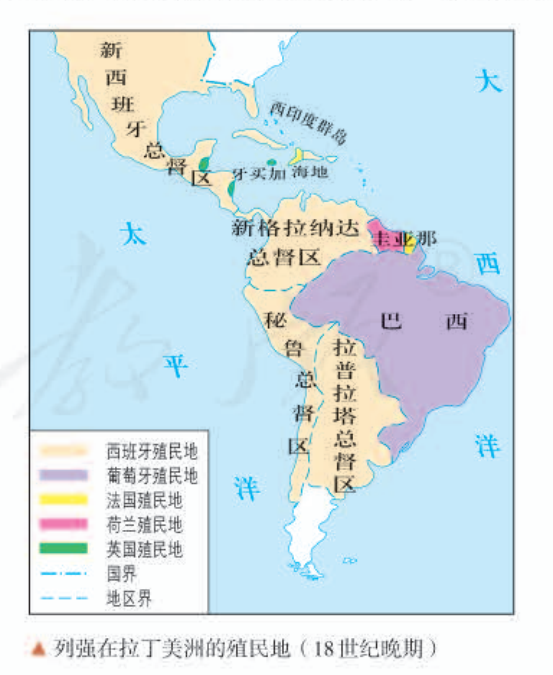 新西班牙总督区
大
西印度群岛
牙买加
海地
太
新格拉纳达
总督区
圭亚那
西
秘鲁总督区
巴西
拉普拉塔总督区
平
洋
洋
西班牙殖民地
葡萄牙殖民地
法国殖民地
荷兰殖民地
英国殖民地
国界
地区界
▲ 列强在拉丁美洲的殖民地（18世纪晚期）